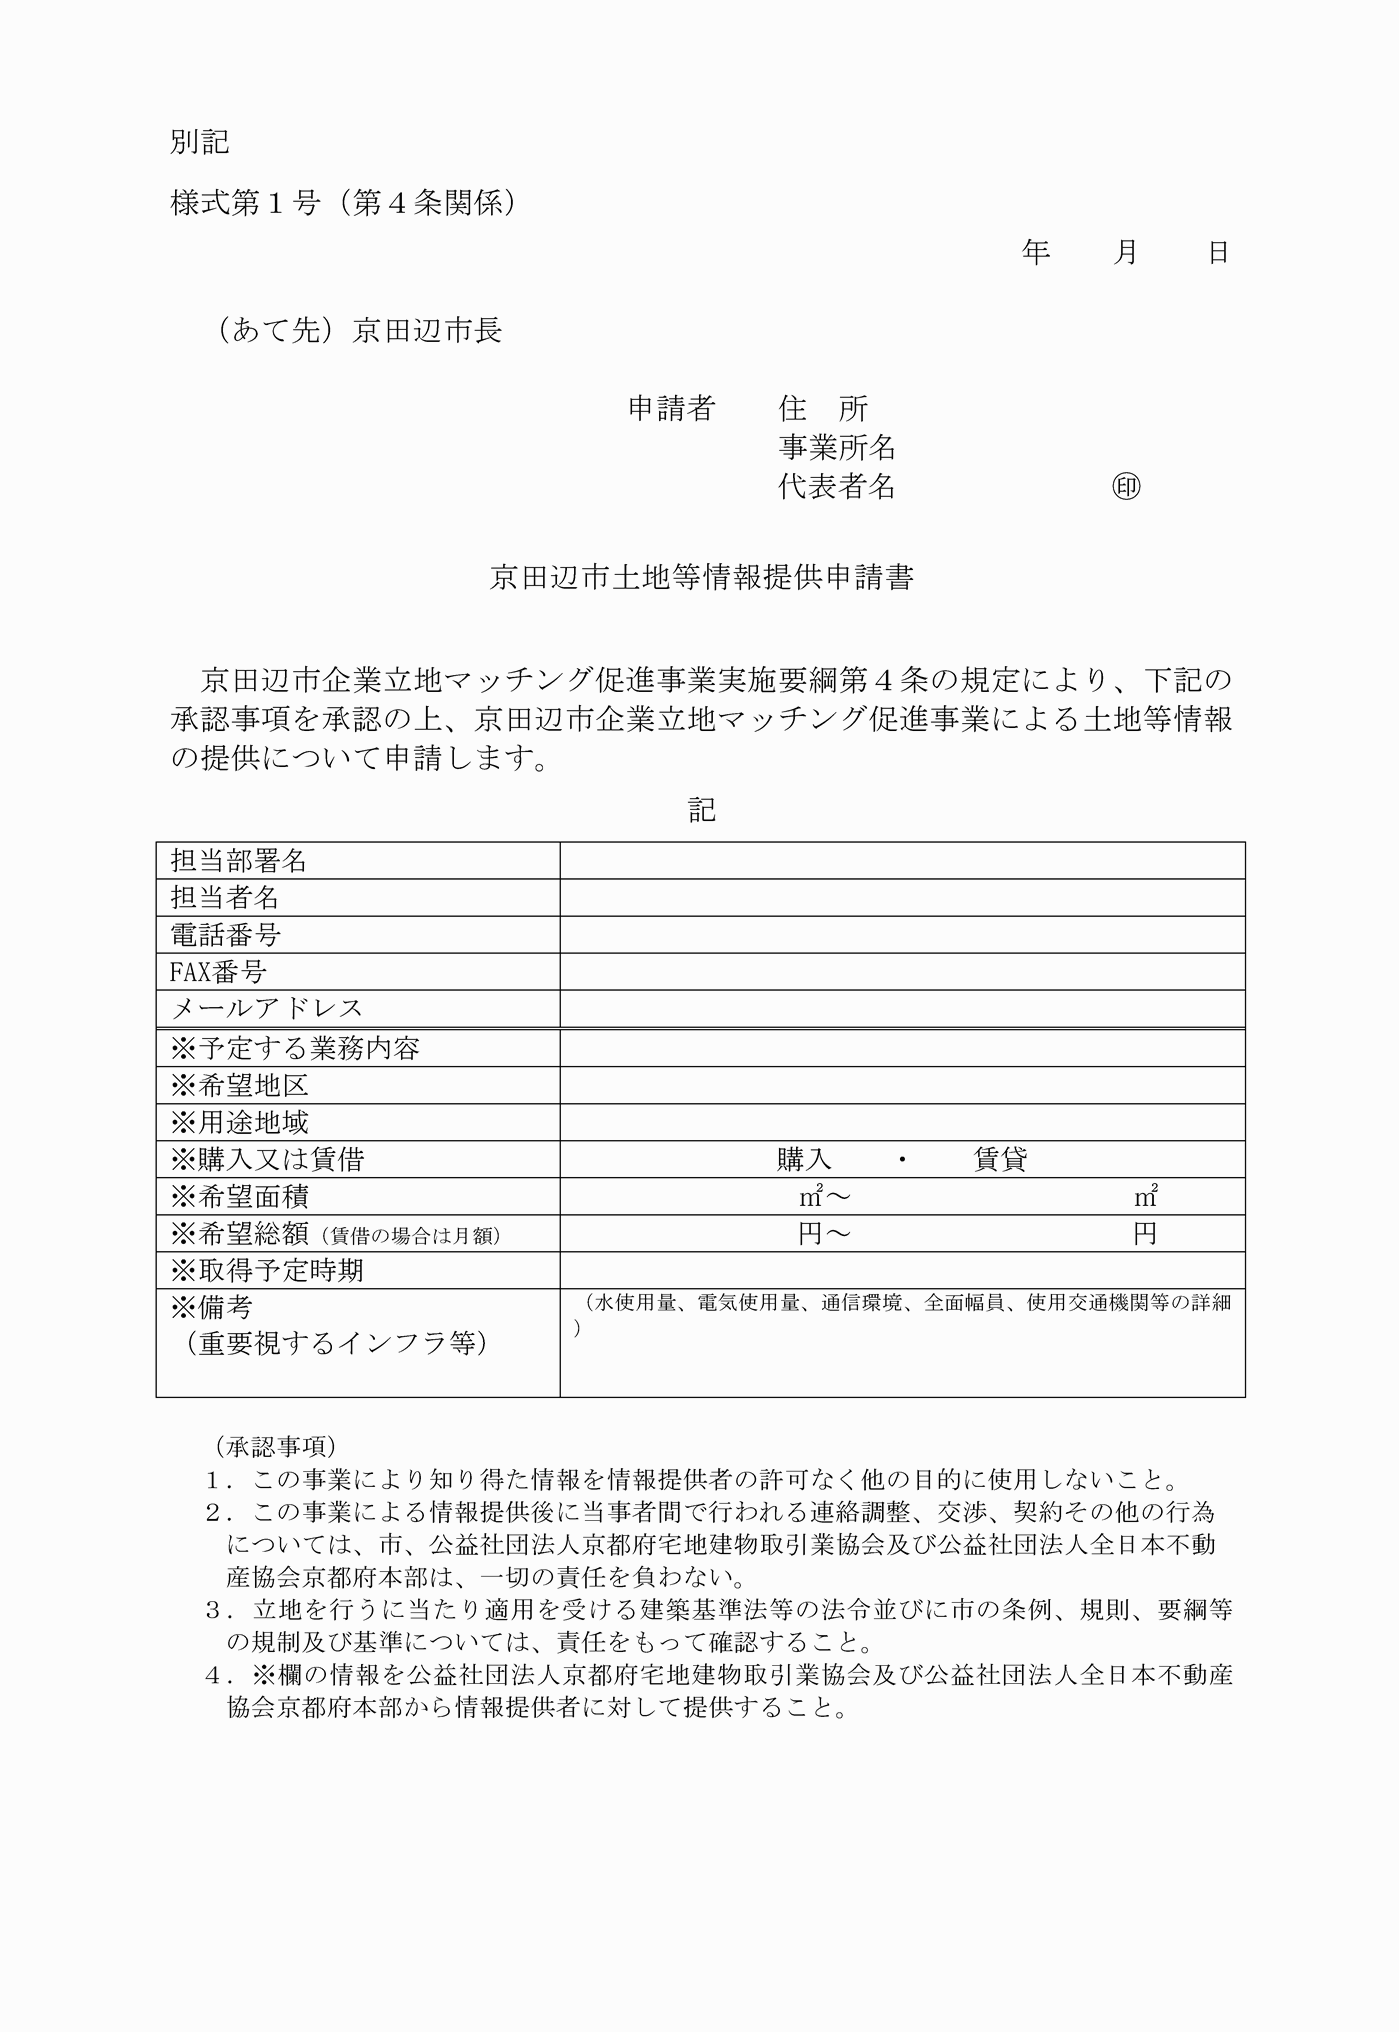 別記
様式第１号（第４条関係）
年　　月　　日
（あて先）京田辺市長
申請者　　住　所
事業所名
代表者名　　　　　　　㊞
京田辺市土地等情報提供申請書
京田辺市企業立地マッチング促進事業実施要綱第４条の規定により、下記の
承認事項を承認の上、京田辺市企業立地マッチング促進事業による土地等情報
の提供について申請します。
記
担当部署名
担当者名
電話番号
FAX番号
メールアドレス
※予定する業務内容
※希望地区
※用途地域
※購入又は賃借　　購入　・　賃貸
※希望面積　　㎡～　　㎡
※希望総額（賃借の場合は月額）　　円～　　円
※取得予定時期
※備考
（重要視するインフラ等）
（水使用量、電気使用量、通信環境、全面幅員、使用交通機関等の詳細
）
（承認事項）
１．この事業により知り得た情報を情報提供者の許可なく他の目的に使用しないこと。
２．この事業による情報提供後に当事者間で行われる連絡調整、交渉、契約その他の行為
については、市、公益社団法人京都府宅地建物取引業協会及び公益社団法人全日本不動
産協会京都府本部は、一切の責任を負わない。
３．立地を行うに当たり適用を受ける建築基準法等の法令並びに市の条例、規則、要綱等
の規制及び基準については、責任をもって確認すること。
４．※欄の情報を公益社団法人京都府宅地建物取引業協会及び公益社団法人全日本不動産
協会京都府本部から情報提供者に対して提供すること。